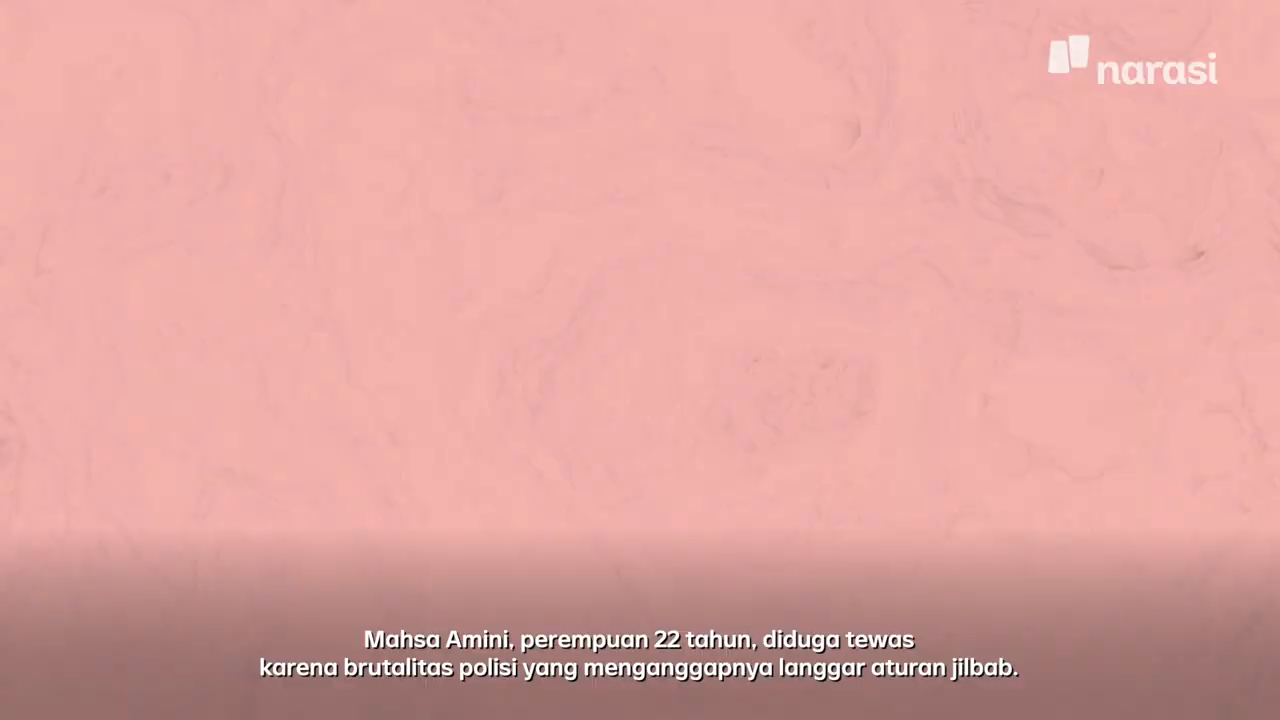 narasi
Mahsa Amini, perempuan 22 tahun, diduga tewas
karena brutalitas polisi yang menganggapnya langgar aturan jilbab.